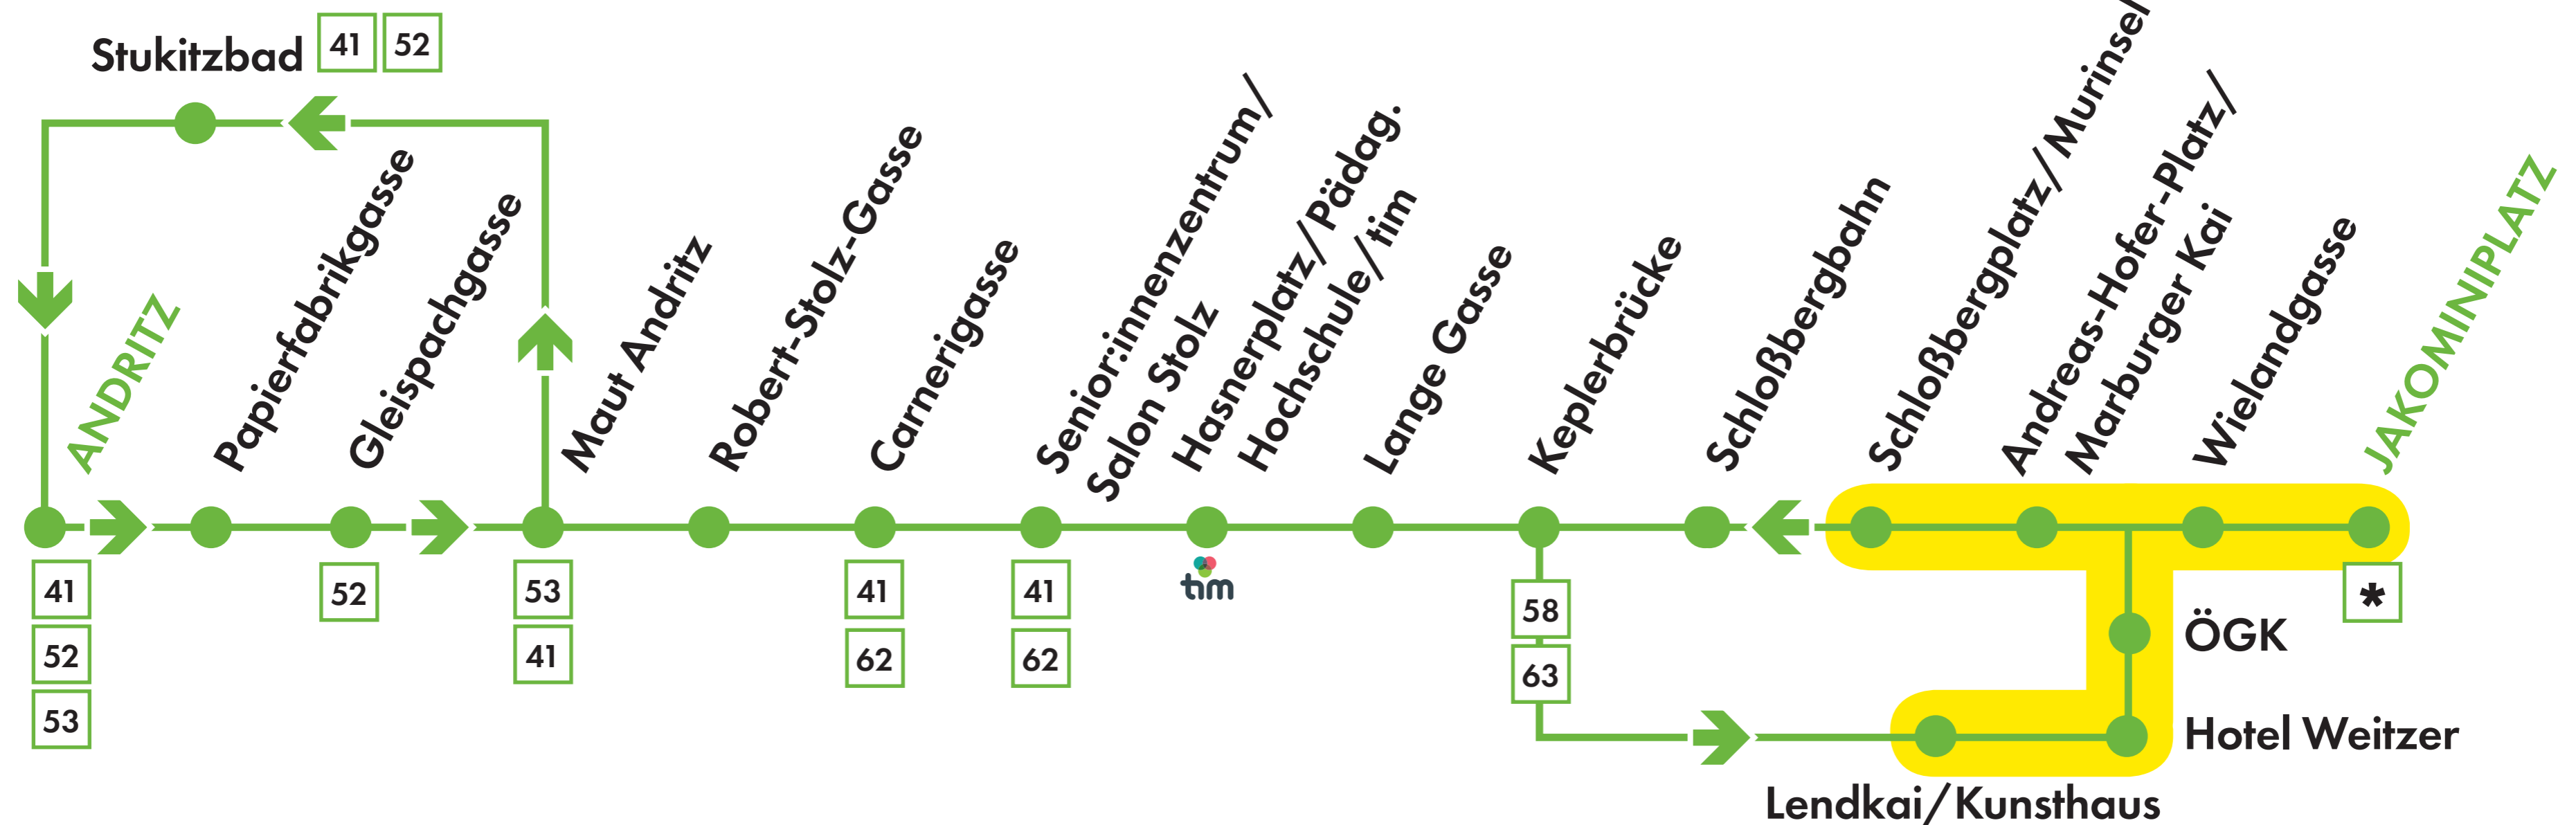 Stukitzbad 41 52
ANDRITZ
Papierfabrikgasse
Gleispachgasse
Maut Andritz
Robert-Stolz-Gasse
Carnerigasse
Senior:innenzentrum/
Salon Stolz
Hasnerplatz/Pädag.
Hochschule/tim
Lange Gasse
Keplerbrücke
Schloßbergbahn
Schloßbergplatz/Murinsel
Andreas-Hofer-Platz/
Marburger Kai
Wielandgasse
JAKOMINIPLATZ
41
52
53
52
53
41
41
62
41
62
tim
58
63
*
ÖGK
Hotel Weitzer
Lendkai/Kunsthaus